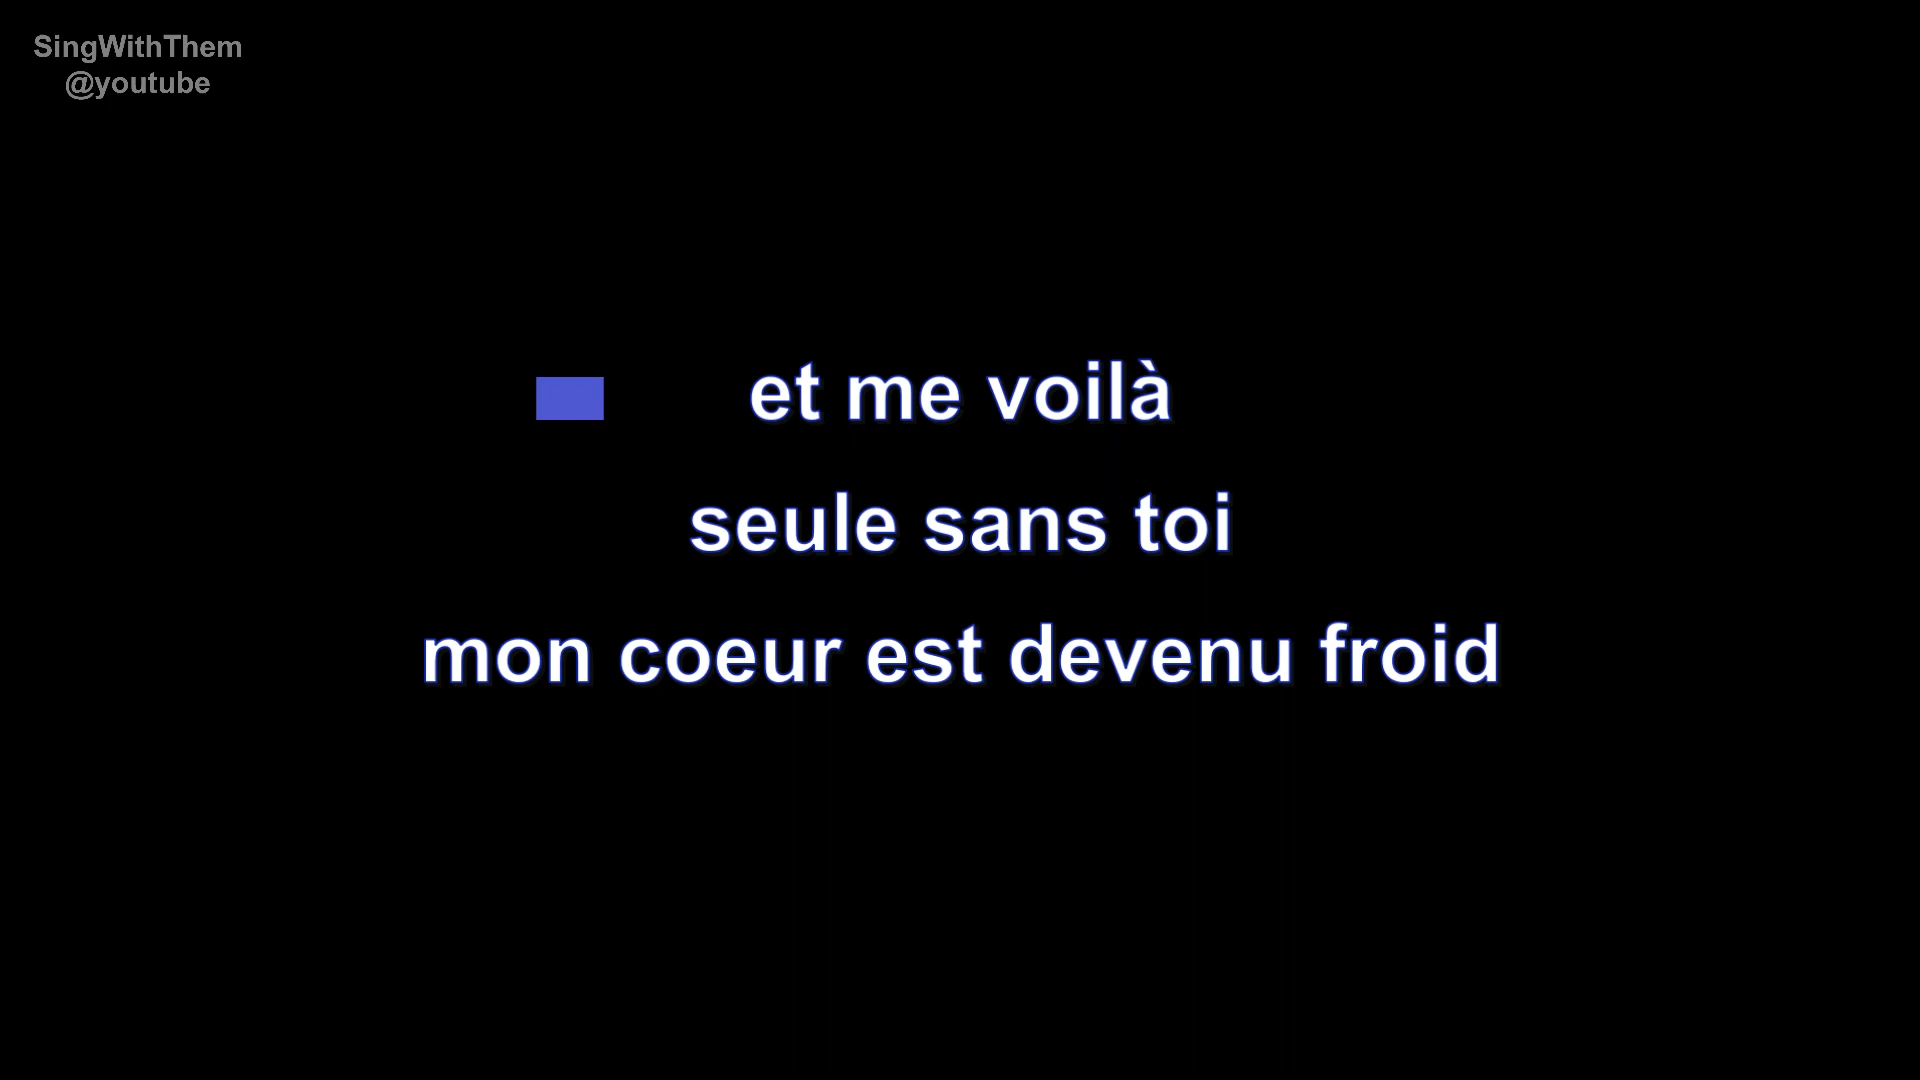 SingWithThem
@youtube
et me voilà
seule sans toi
mon coeur est devenu froid